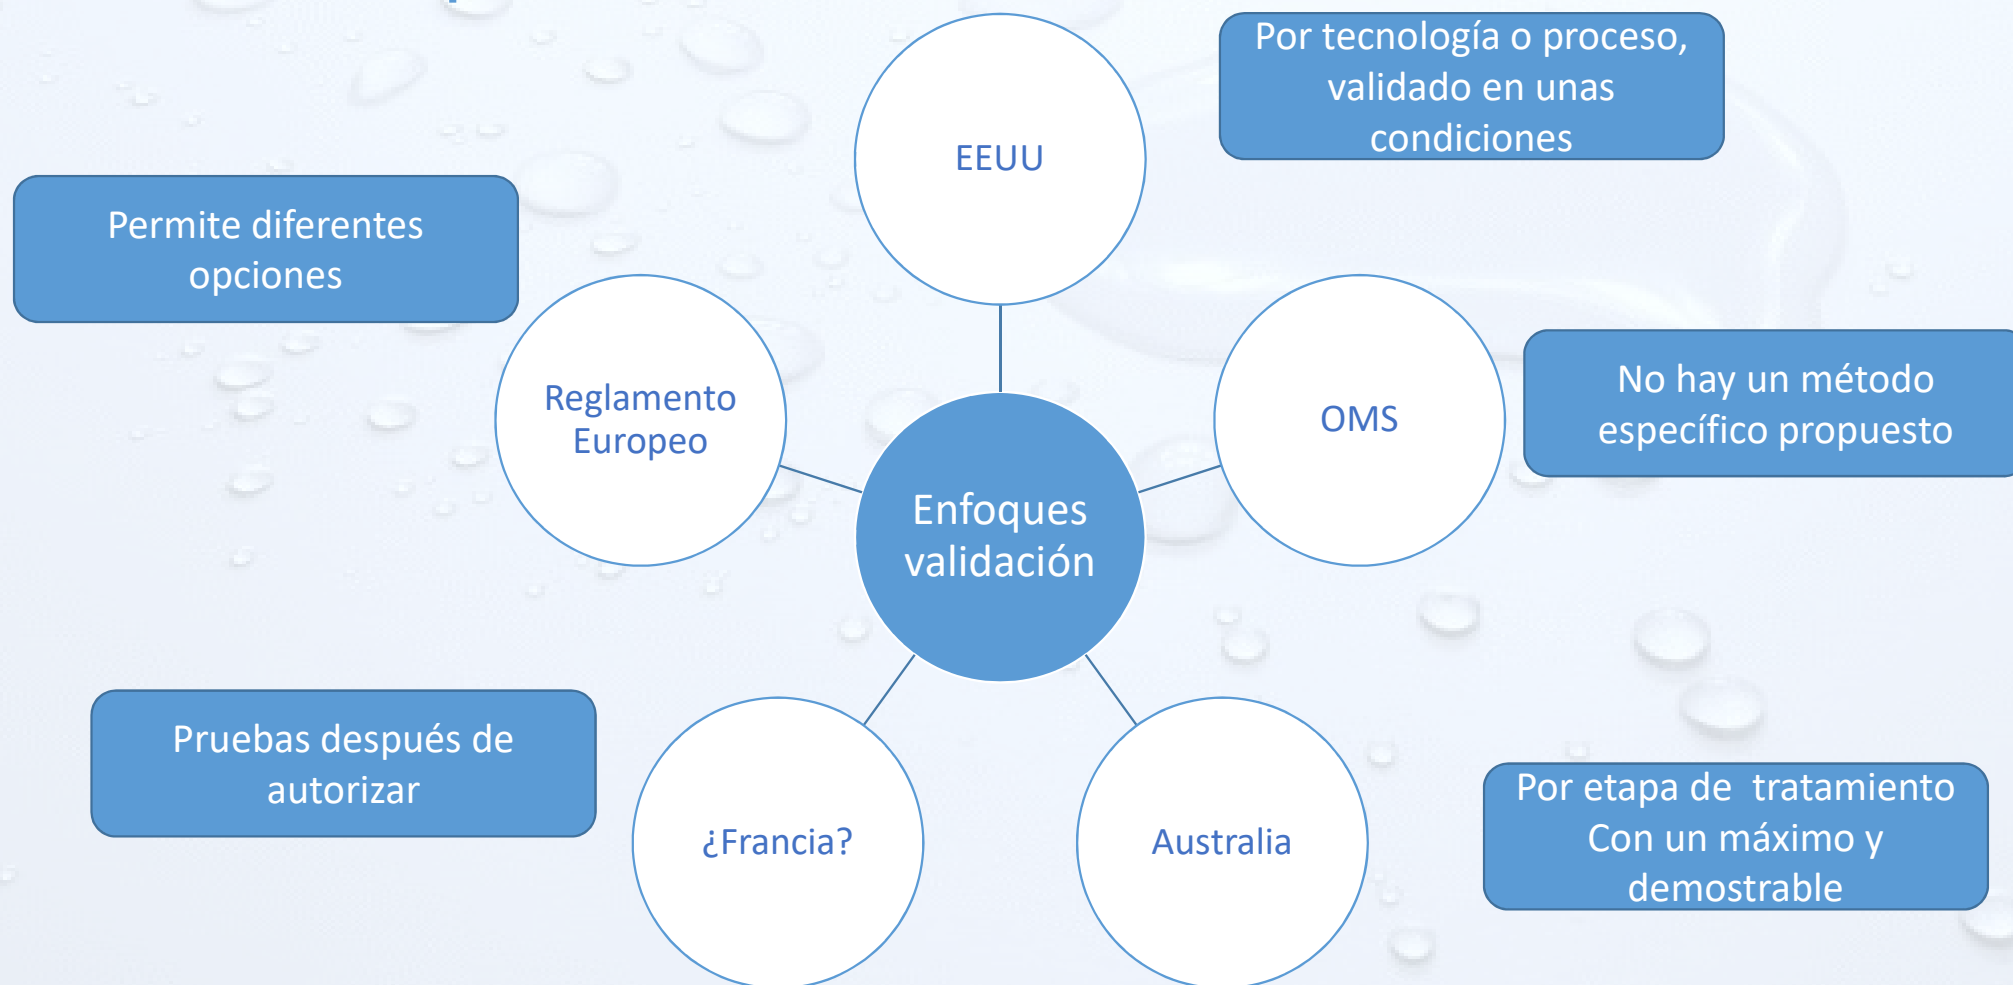 EEUU
Por tecnología o proceso,
validado en unas
condiciones
Permite diferentes
opciones
Reglamento
Europeo
OMS
No hay un método
específico propuesto
Enfoques
validación
Pruebas después de
autorizar
¿Francia?
Australia
Por etapa de tratamiento
Con un máximo y
demostrable